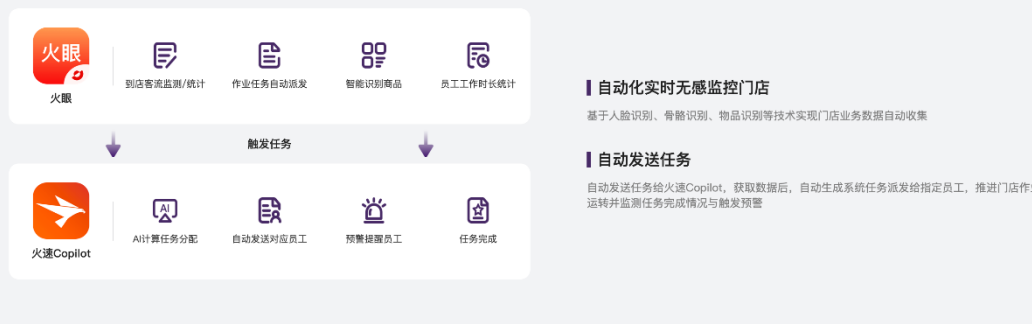 火眼
火眼
到店客流监测/统计
作业任务自动派发
智能识别商品
员工工作时长统计
触发任务
火速Copilot
AI
AI计算任务分配
自动发送对应员工
预警提醒员工
任务完成
自动化实时无感监控门店
基于人脸识别、骨骼识别、物品识别等技术实现门店业务数据自动收集
自动发送任务
自动发送任务给火速Copilot，获取数据后，自动生成系统任务派发给指定员工，推进门店作
运转并监测任务完成情况与触发预警